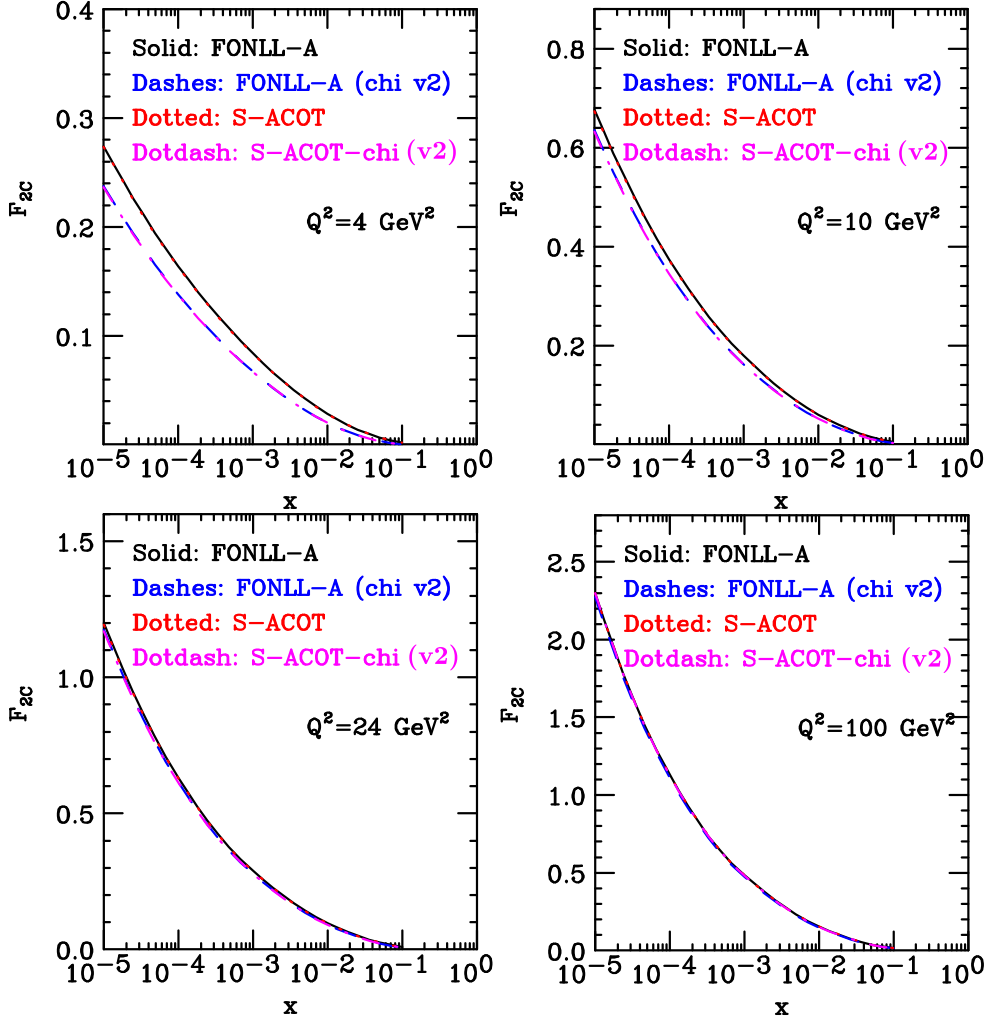 0.4
Solid: FONLL-A
Dashes: FONLL-A (chi v2)
0.3
Dotted: S-ACOT
Dotdash: S-ACOT-chi (v2)
F2C
0.2
Q²=4 GeV²
0.1
10⁻⁵ 10⁻⁴ 10⁻³ 10⁻² 10⁻¹ 10⁰
x
0.8
Solid: FONLL-A
Dashes: FONLL-A (chi v2)
Dotted: S-ACOT
0.6
Dotdash: S-ACOT-chi (v2)
F2C
Q²=10 GeV²
0.4
0.2
10⁻⁵ 10⁻⁴ 10⁻³ 10⁻² 10⁻¹ 10⁰
x
1.5
Solid: FONLL-A
Dashes: FONLL-A (chi v2)
Dotted: S-ACOT
Dotdash: S-ACOT-chi (v2)
1.0
F2C
Q²=24 GeV²
0.5
0.0
10⁻⁵ 10⁻⁴ 10⁻³ 10⁻² 10⁻¹ 10⁰
x
Solid: FONLL-A
2.5
Dashes: FONLL-A (chi v2)
Dotted: S-ACOT
2.0
Dotdash: S-ACOT-chi (v2)
F2C
1.5
Q²=100 GeV²
1.0
0.5
0.0
10⁻⁵ 10⁻⁴ 10⁻³ 10⁻² 10⁻¹ 10⁰
x